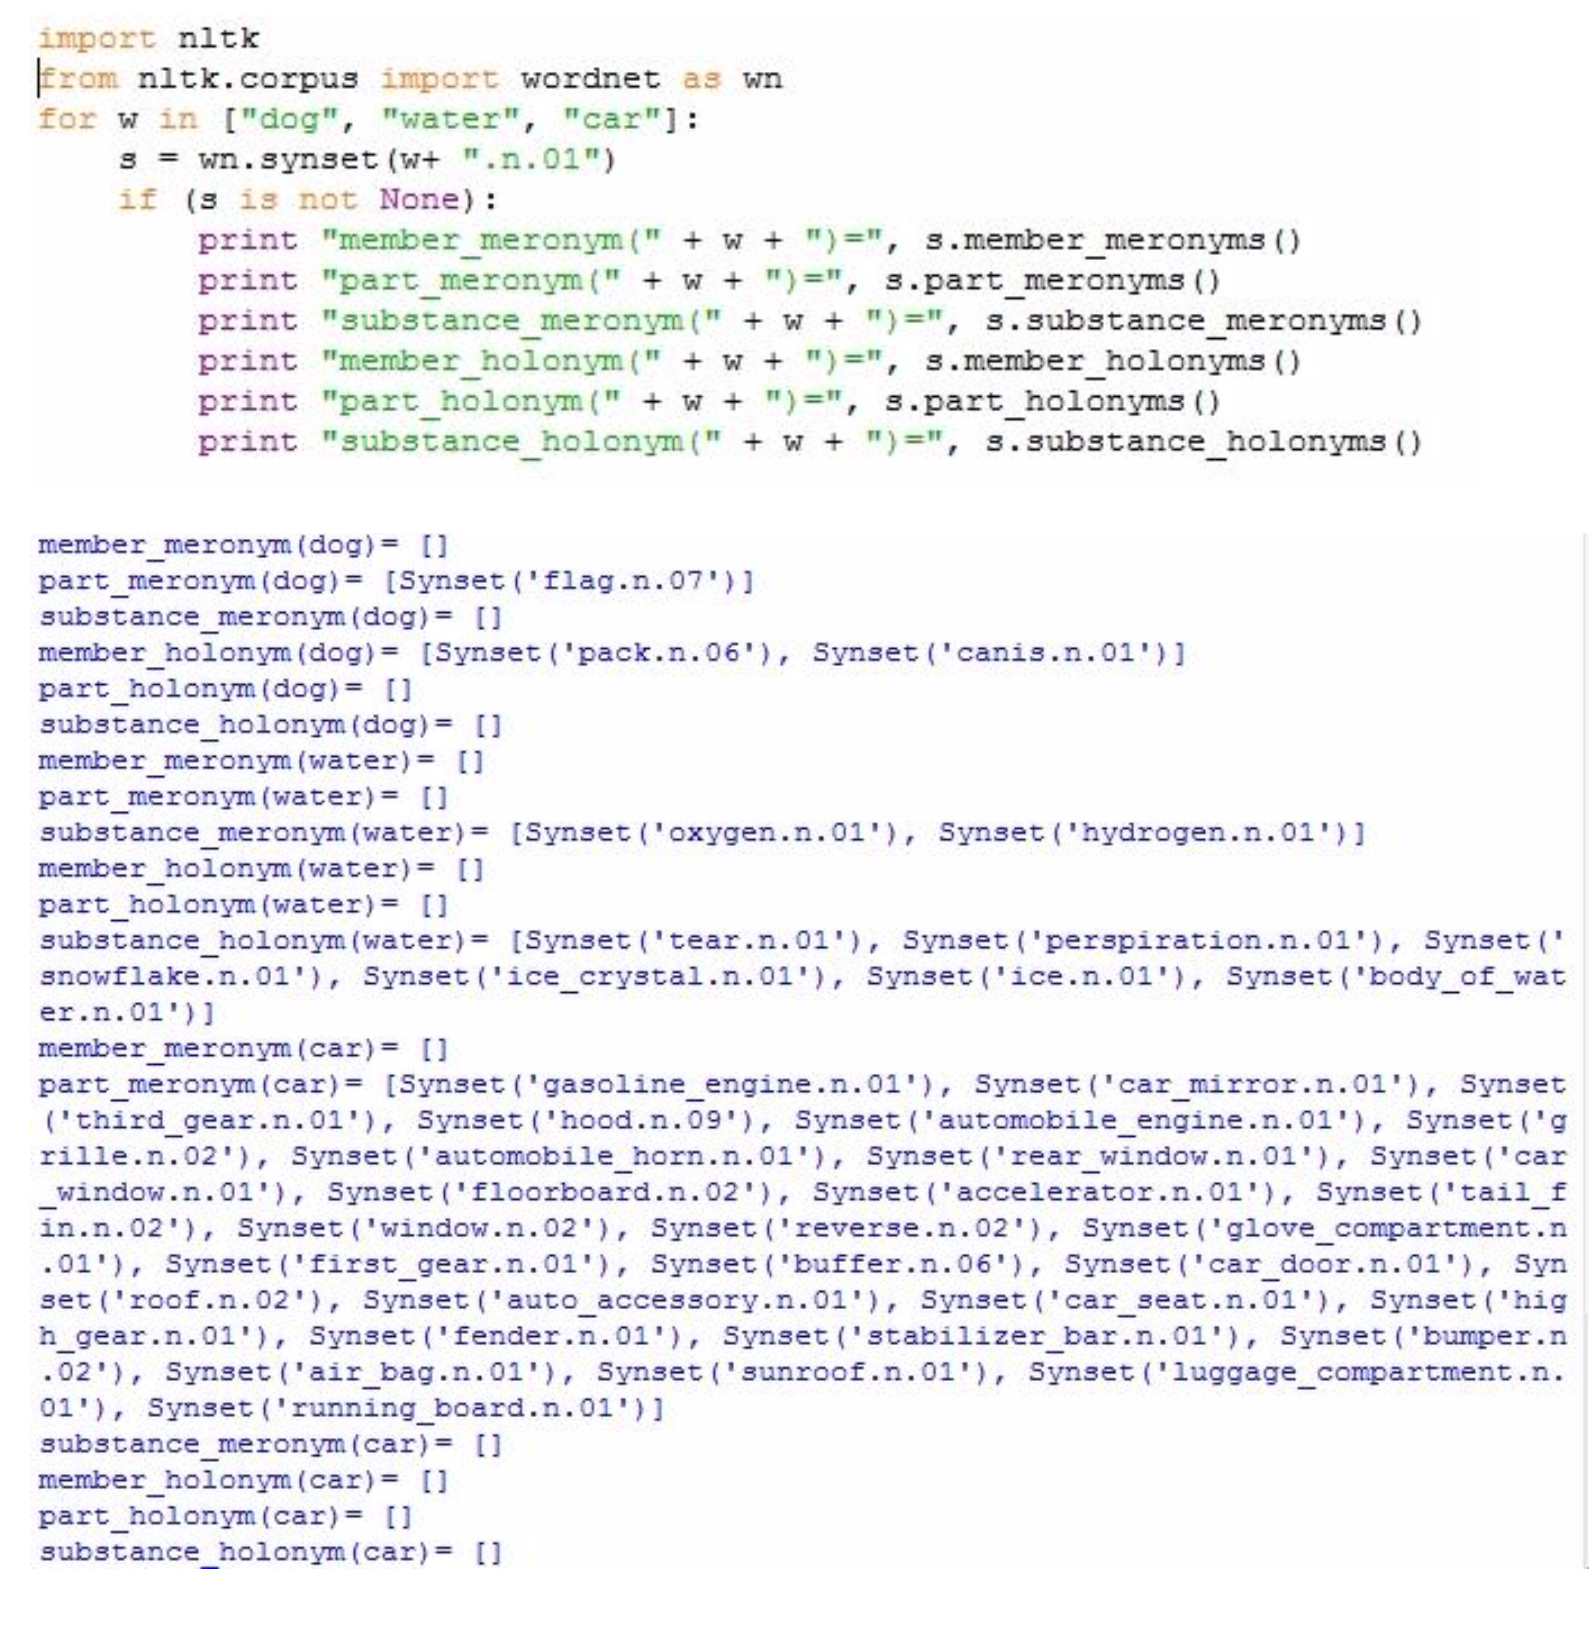 import nltk
from nltk.corpus import wordnet as wn
for w in ["dog", "water", "car"]:
    s = wn.synset(w+ ".n.01")
    if (s is not None):
        print "member_meronym(" + w + ")=", s.member_meronyms()
        print "part_meronym(" + w + ")=", s.part_meronyms()
        print "substance_meronym(" + w + ")=", s.substance_meronyms()
        print "member_holonym(" + w + ")=", s.member_holonyms()
        print "part_holonym(" + w + ")=", s.part_holonyms()
        print "substance_holonym(" + w + ")=", s.substance_holonyms()
member_meronym(dog)= []
part_meronym(dog)= [Synset('flag.n.07')]
substance_meronym(dog)= []
member_holonym(dog)= [Synset('pack.n.06'), Synset('canis.n.01')]
part_holonym(dog)= []
substance_holonym(dog)= []
member_meronym(water)= []
part_meronym(water)= []
substance_meronym(water)= [Synset('oxygen.n.01'), Synset('hydrogen.n.01')]
member_holonym(water)= []
part_holonym(water)= []
substance_holonym(water)= [Synset('tear.n.01'), Synset('perspiration.n.01'), Synset('
snowflake.n.01'), Synset('ice_crystal.n.01'), Synset('ice.n.01'), Synset('body_of_wat
er.n.01')]
member_meronym(car)= []
part_meronym(car)= [Synset('gasoline_engine.n.01'), Synset('car_mirror.n.01'), Synset
('third_gear.n.01'), Synset('hood.n.09'), Synset('automobile_engine.n.01'), Synset('g
rille.n.02'), Synset('automobile_horn.n.01'), Synset('rear_window.n.01'), Synset('car
_window.n.01'), Synset('floorboard.n.02'), Synset('accelerator.n.01'), Synset('tail_f
in.n.02'), Synset('window.n.02'), Synset('reverse.n.02'), Synset('glove_compartment.n
.01'), Synset('first_gear.n.01'), Synset('buffer.n.06'), Synset('car_door.n.01'), Syn
set('roof.n.02'), Synset('auto_accessory.n.01'), Synset('car_seat.n.01'), Synset('hig
h_gear.n.01'), Synset('fender.n.01'), Synset('stabilizer_bar.n.01'), Synset('bumper.n
.02'), Synset('air_bag.n.01'), Synset('sunroof.n.01'), Synset('luggage_compartment.n.
01'), Synset('running_board.n.01')]
substance_meronym(car)= []
member_holonym(car)= []
part_holonym(car)= []
substance_holonym(car)= []